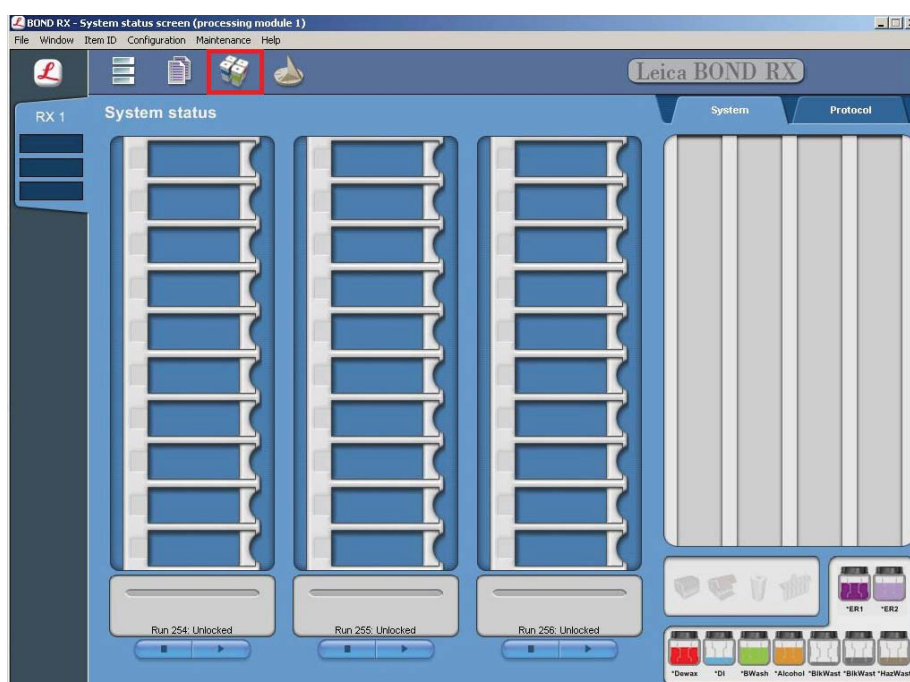 BOND RX - System status screen (processing module 1)
File Window Item ID Configuration Maintenance Help
Leica BOND RX
RX 1
System status
System
Protocol
Run 254: Unlocked
Run 255: Unlocked
Run 256: Unlocked
*ER1
*ER2
*Dewax
*DI
*BWash
*Alcohol
*BlkWast
*BlkWast
*HazWast